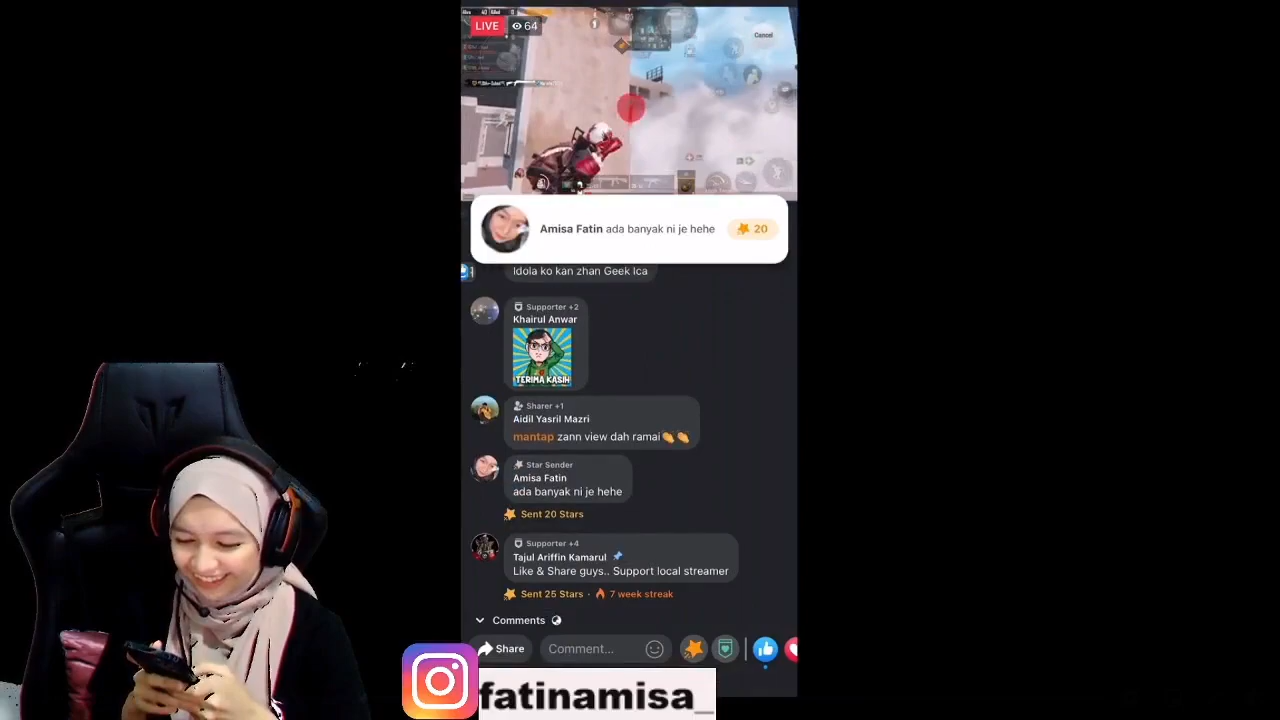 LIVE
64
Cancel
Amisa Fatin ada banyak ni je hehe
20
Idola ko kan zhan Geek Ica
Supporter +2
Khairul Anwar
TERIMA KASIH
Sharer +1
Aidil Yasril Mazri
mantap zann view dah ramai👏👏
Star Sender
Amisa Fatin
ada banyak ni je hehe
Sent 20 Stars
Supporter +4
Tajul Ariffin Kamarul
Like & Share guys.. Support local streamer
Sent 25 Stars · 7 week streak
Comments
Share
Comment...
fatinamisa_